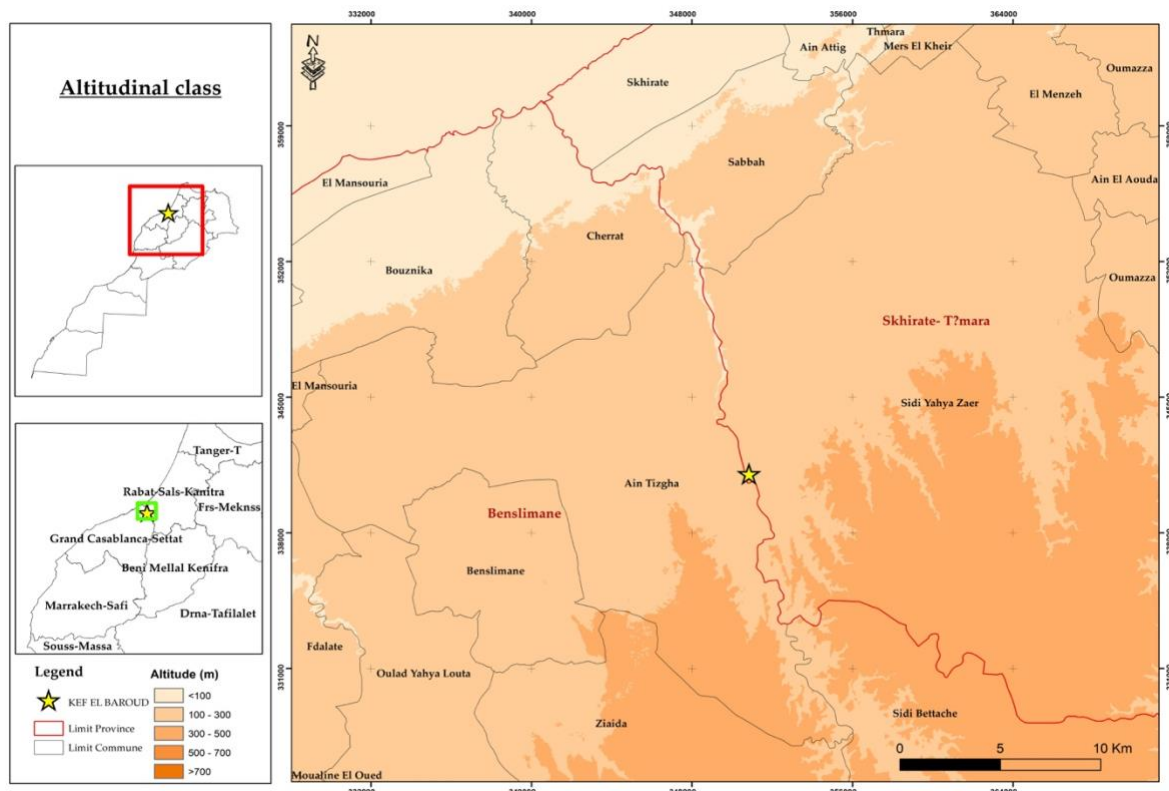 Altitudinal class
Tanger-T
Rabat-Sals-Kanitra
Frs-Meknss
Grand Casablanca-Settat
Beni Mellal Kenifra
Marrakech-Safi
Drna-Tafilalet
Souss-Massa
Legend
KEF EL BAROUD
Limit Province
Limit Commune
Altitude (m)
<100
100 - 300
300 - 500
500 - 700
>700
332000 340000 348000 356000 364000
N
Thmara
Ain Attig
Mers El Kheir
Oumazza
Skhirate
El Menzeh
359000
Sabbah
El Mansouria
Ain El Aouda
Cherrat
352000
Bouznika
Oumazza
Skhirate- T?mara
El Mansouria
345000
Sidi Yahya Zaer
Ain Tizgha
Benslimane
338000
Benslimane
Fdalate
Oulad Yahya Louta
331000
Sidi Bettache
Ziaida
0 5 10 Km
Moualine El Oued
340000 348000 356000 364000